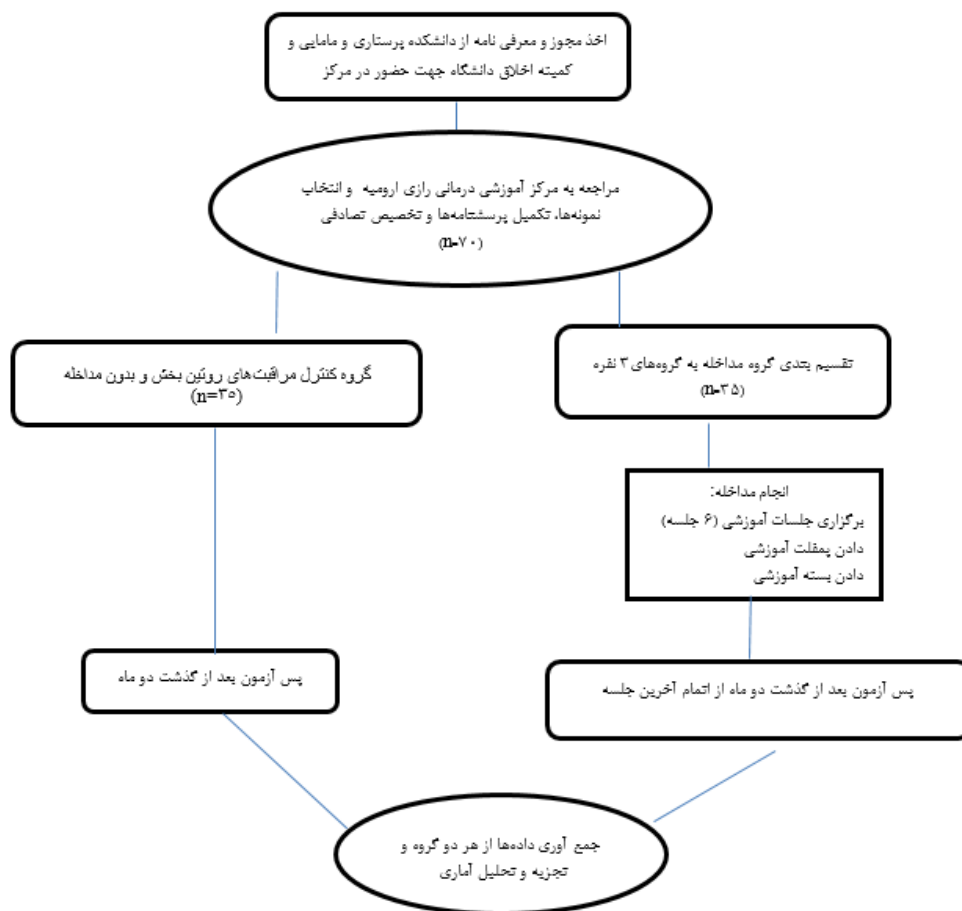 اخذ مجوز و معرفی نامه از دانشکده پرستاری و مامایی و
کمیته اخلاق دانشگاه جهت حضور در مرکز
مراجعه به مرکز آموزشی درمانی رازی ارومیه و انتخاب
نمونه‌ها، تکمیل پرسشنامه‌ها و تخصیص تصادفی
(n=۷۰)
تقسیم بندی گروه مداخله به گروه‌های ۳ نفره
(n=۳۵)
گروه کنترل مراقبت‌های روتین بخش و بدون مداخله
(n=۳۵)
انجام مداخله:
برگزاری جلسات آموزشی (۶ جلسه)
دادن پمفلت آموزشی
دادن بسته آموزشی
پس آزمون بعد از گذشت دو ماه از اتمام آخرین جلسه
پس آزمون بعد از گذشت دو ماه
جمع آوری داده‌ها از هر دو گروه و
تجزیه و تحلیل آماری